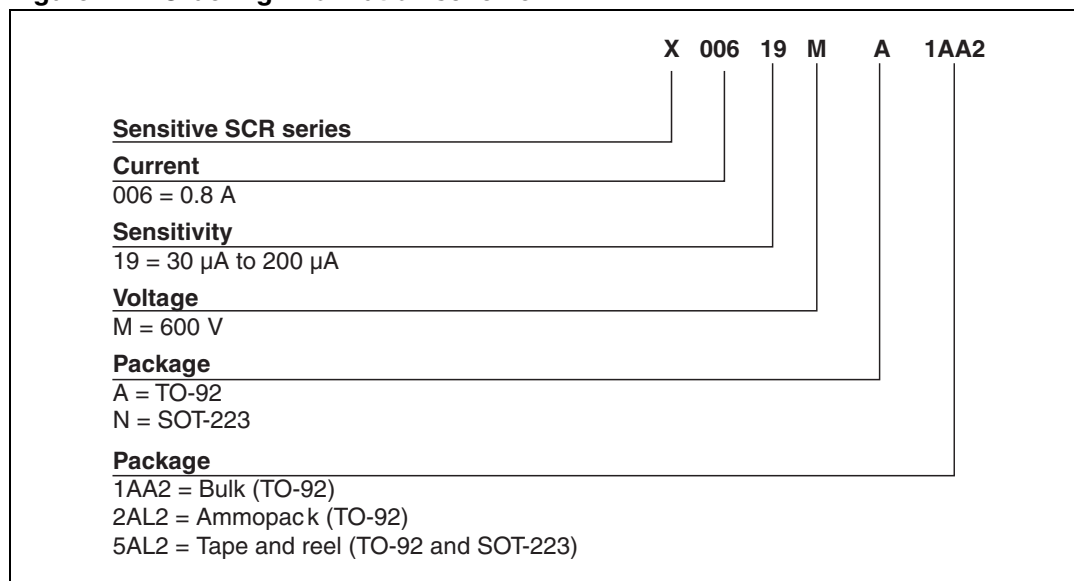 X 006 19 M A 1AA2
Sensitive SCR series
Current
006 = 0.8 A
Sensitivity
19 = 30 µA to 200 µA
Voltage
M = 600 V
Package
A = TO-92
N = SOT-223
Package
1AA2 = Bulk (TO-92)
2AL2 = Ammopack (TO-92)
5AL2 = Tape and reel (TO-92 and SOT-223)